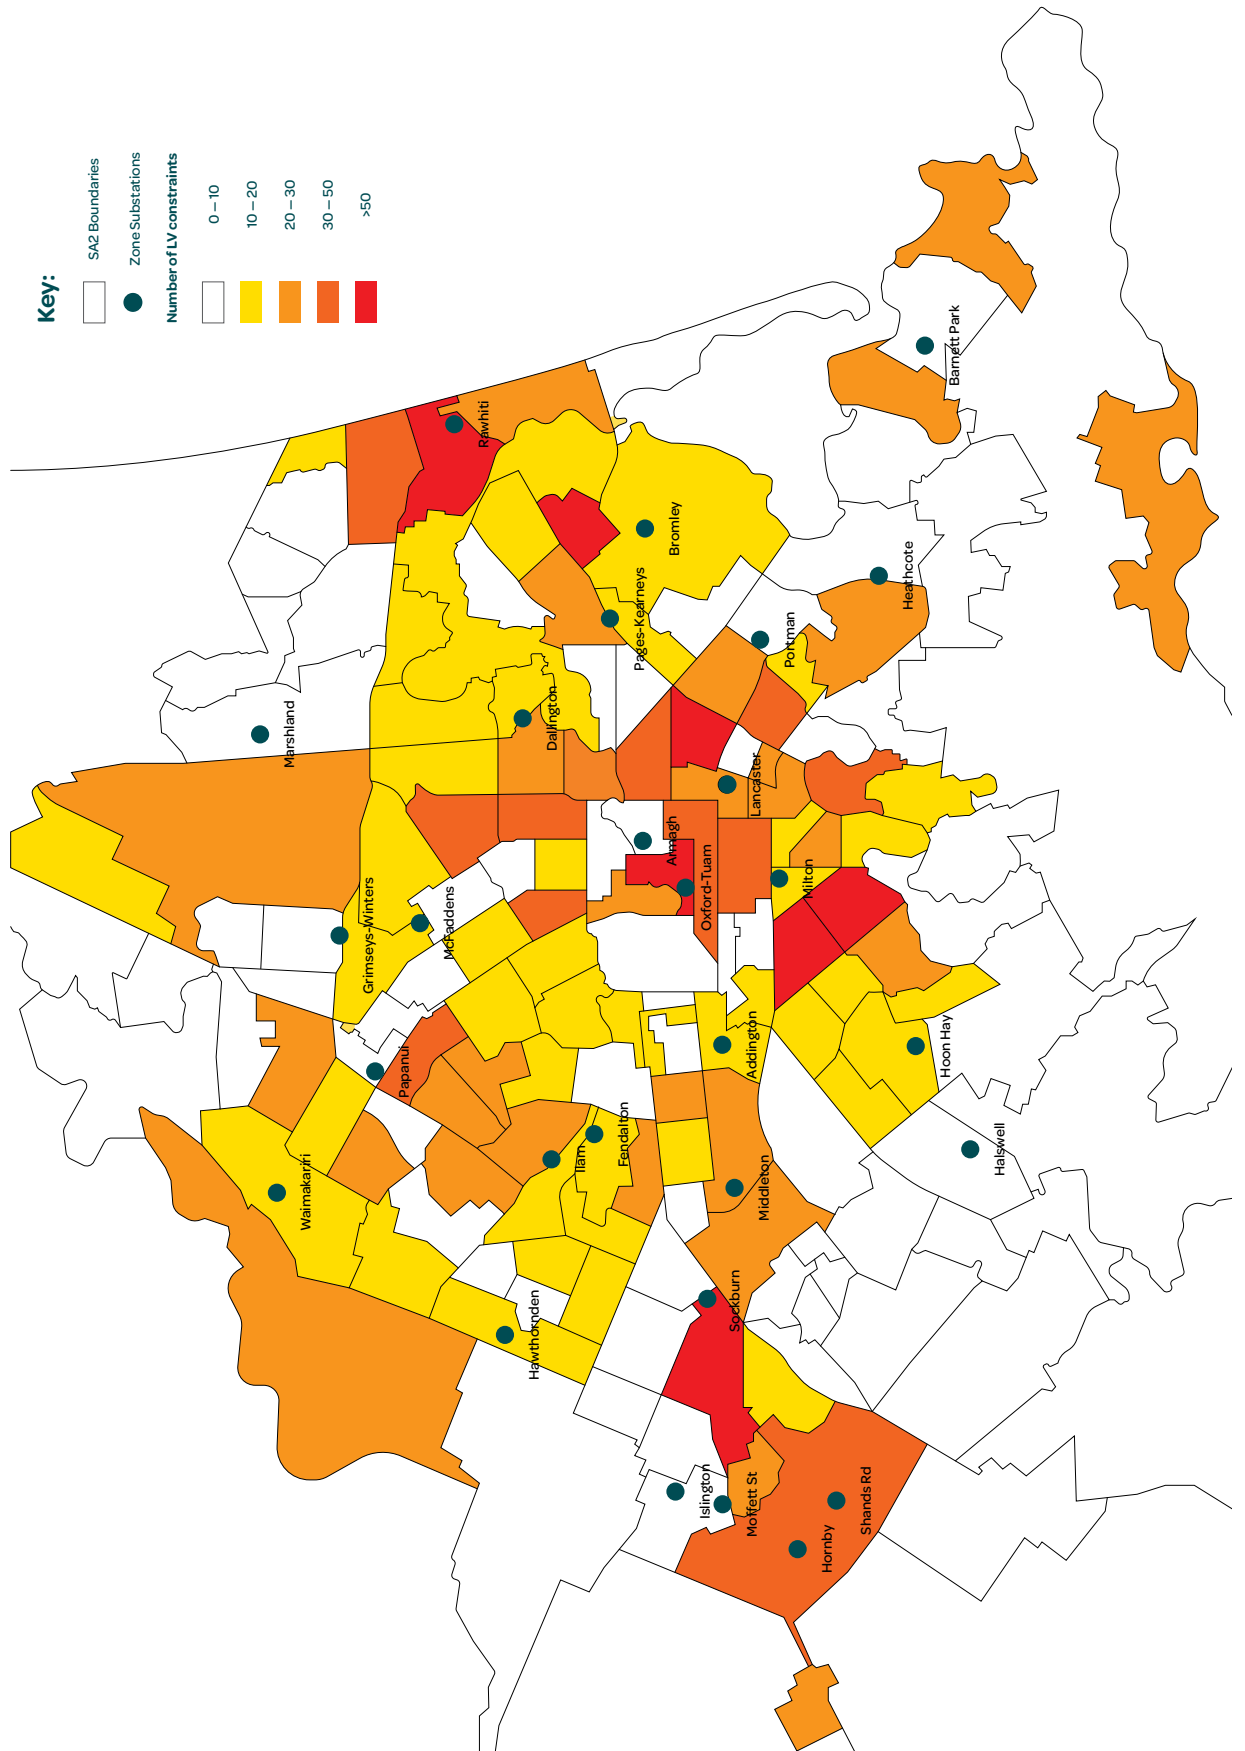 Key:
SA2 Boundaries
Zone Substations
Number of LV constraints
0 – 10
10 – 20
20 – 30
30 – 50
>50
Rawhiti
Barnett Park
Bromley
Heathcote
Pages-Kearneys
Portman
Marshland
Dallington
Lancaster
Armagh
Oxford-Tuam
Milton
Grimseys-Winters
McFaddens
Papanui
Addington
Hoon Hay
Waimakariri
Ilam
Fendalton
Middleton
Halswell
Hawthornden
Sockburn
Islington
Moffett St
Shands Rd
Hornby